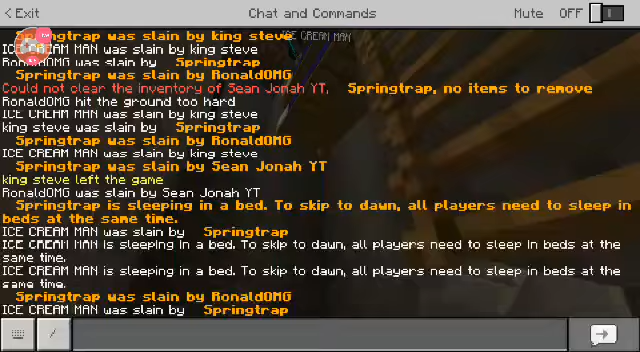 Exit
Chat and Commands
Mute OFF
Springtrap was slain by king steve
ICE CREAM MAN
ICE CREAM MAN was slain by king steve
RonaldOMG was slain by Springtrap
Springtrap was slain by RonaldOMG
Could not clear the inventory of Sean Jonah YT, Springtrap, no items to remove
RonaldOMG hit the ground too hard
ICE CREAM MAN was slain by king steve
king steve was slain by Springtrap
Springtrap was slain by RonaldOMG
ICE CREAM MAN was slain by king steve
Springtrap was slain by Sean Jonah YT
king steve left the game
RonaldOMG was slain by Sean Jonah YT
Springtrap is sleeping in a bed. To skip to dawn, all players need to sleep in
beds at the same time.
ICE CREAM MAN was slain by Springtrap
ICE CREAM MAN is sleeping in a bed. To skip to dawn, all players need to sleep in beds at the
same time.
ICE CREAM MAN is sleeping in a bed. To skip to dawn, all players need to sleep in beds at the
same time.
Springtrap was slain by RonaldOMG
ICE CREAM MAN was slain by Springtrap
/